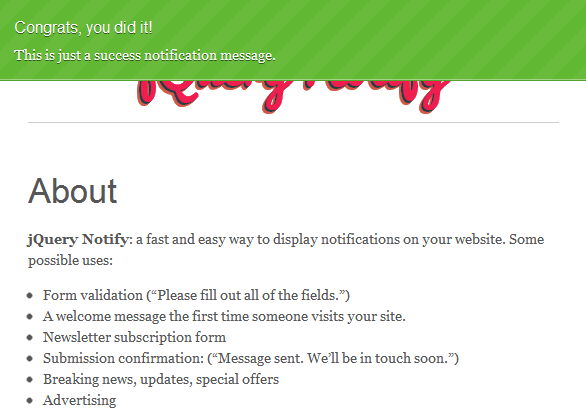 Congrats, you did it!
This is just a success notification message.
jQuery Notify
About
jQuery Notify: a fast and easy way to display notifications on your website. Some
possible uses:
Form validation (“Please fill out all of the fields.”)
A welcome message the first time someone visits your site.
Newsletter subscription form
Submission confirmation: (“Message sent. We’ll be in touch soon.”)
Breaking news, updates, special offers
Advertising